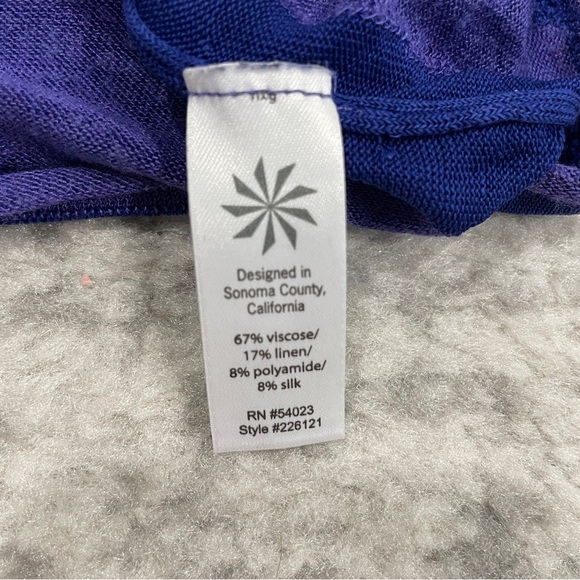 Designed in
Sonoma County,
California
67% viscose/
17% linen/
8% polyamide/
8% silk
RN #54023
Style #226121